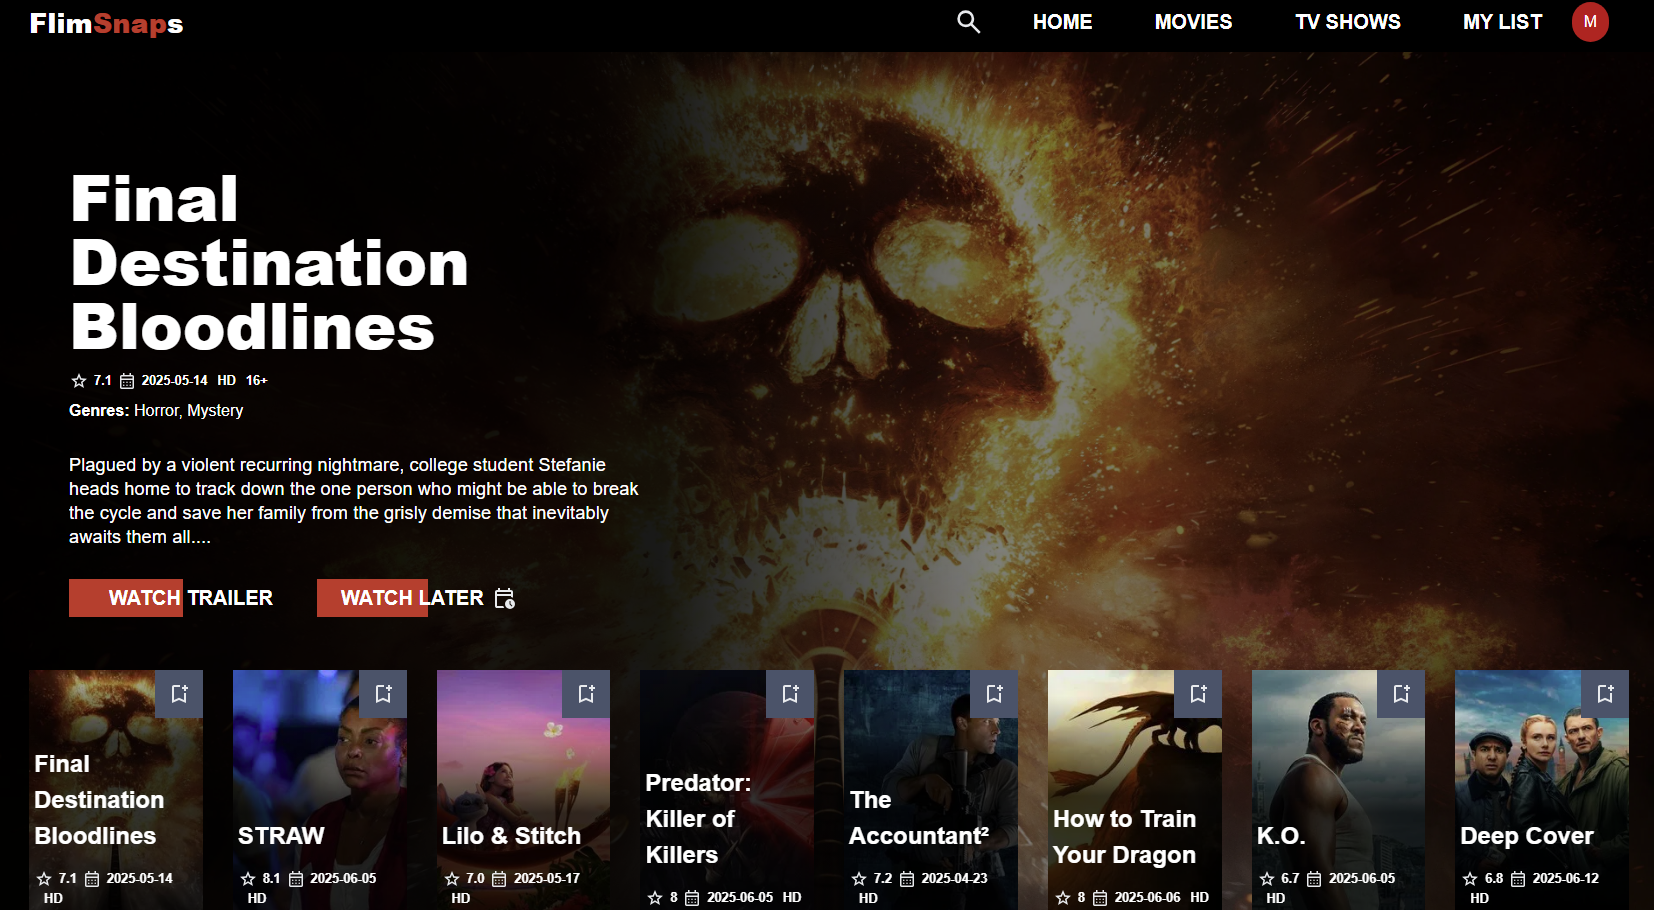 FlimSnaps
HOME MOVIES TV SHOWS MY LIST M
Final
Destination
Bloodlines
7.1 2025-05-14 HD 16+
Genres: Horror, Mystery
Plagued by a violent recurring nightmare, college student Stefanie
heads home to track down the one person who might be able to break
the cycle and save her family from the grisly demise that inevitably
awaits them all....
WATCH TRAILER WATCH LATER
Final
Destination
Bloodlines
7.1 2025-05-14
HD
STRAW
8.1 2025-06-05
HD
Lilo & Stitch
7.0 2025-05-17
HD
Predator:
Killer of
Killers
8 2025-06-05 HD
The
Accountant²
7.2 2025-04-23
HD
How to Train
Your Dragon
8 2025-06-06 HD
K.O.
6.7 2025-06-05
HD
Deep Cover
6.8 2025-06-12
HD